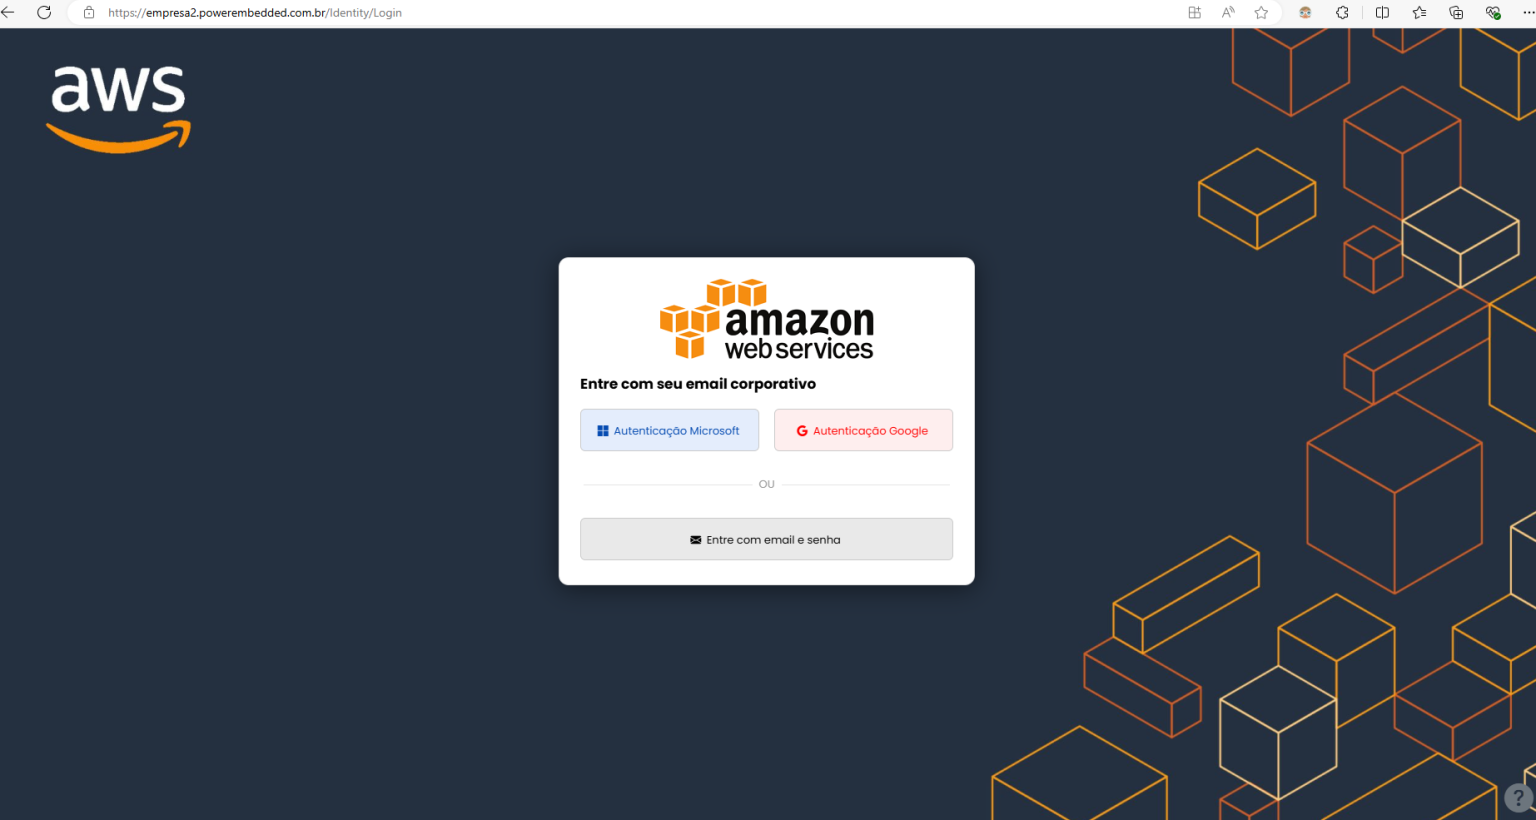 https://empresa2.powerembedded.com.br/Identity/Login
aws
amazon
web services
Entre com seu email corporativo
Autenticação Microsoft
Autenticação Google
OU
Entre com email e senha
?